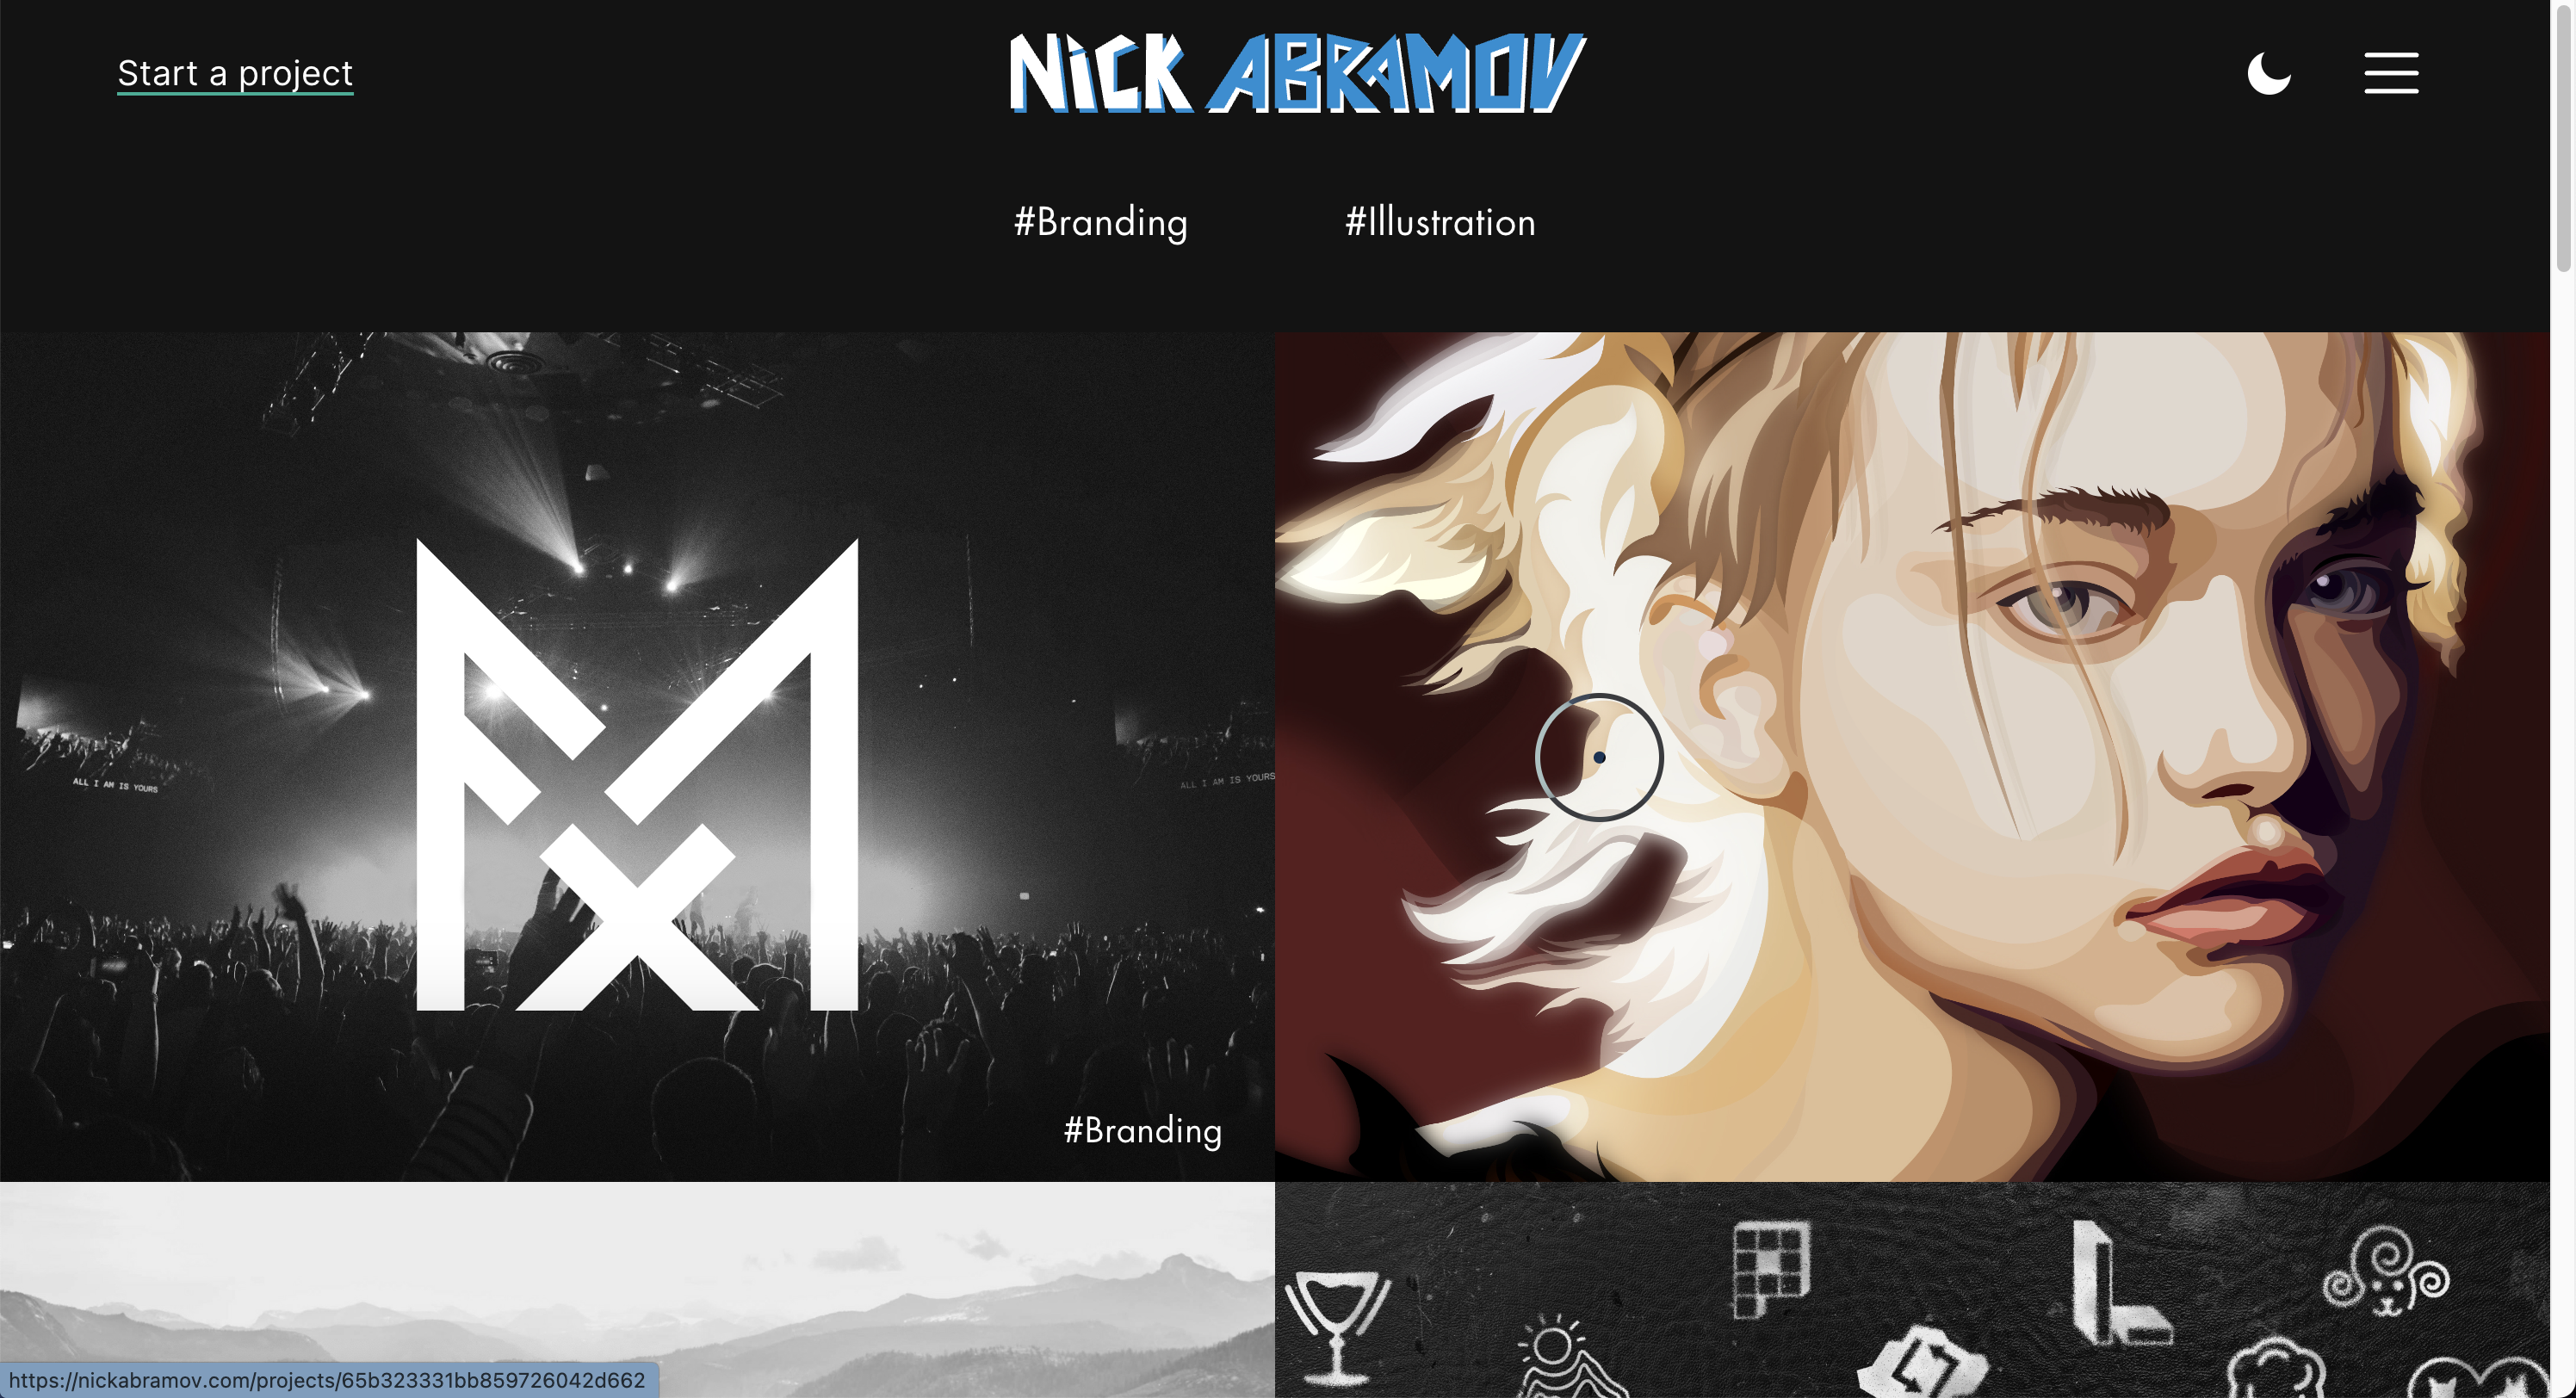 Start a project
NiCK ABRAMOV
#Branding
#Illustration
ALL I AM IS YOURS
ALL I AM IS YOURS
#Branding
https://nickabramov.com/projects/65b323331bb859726042d662